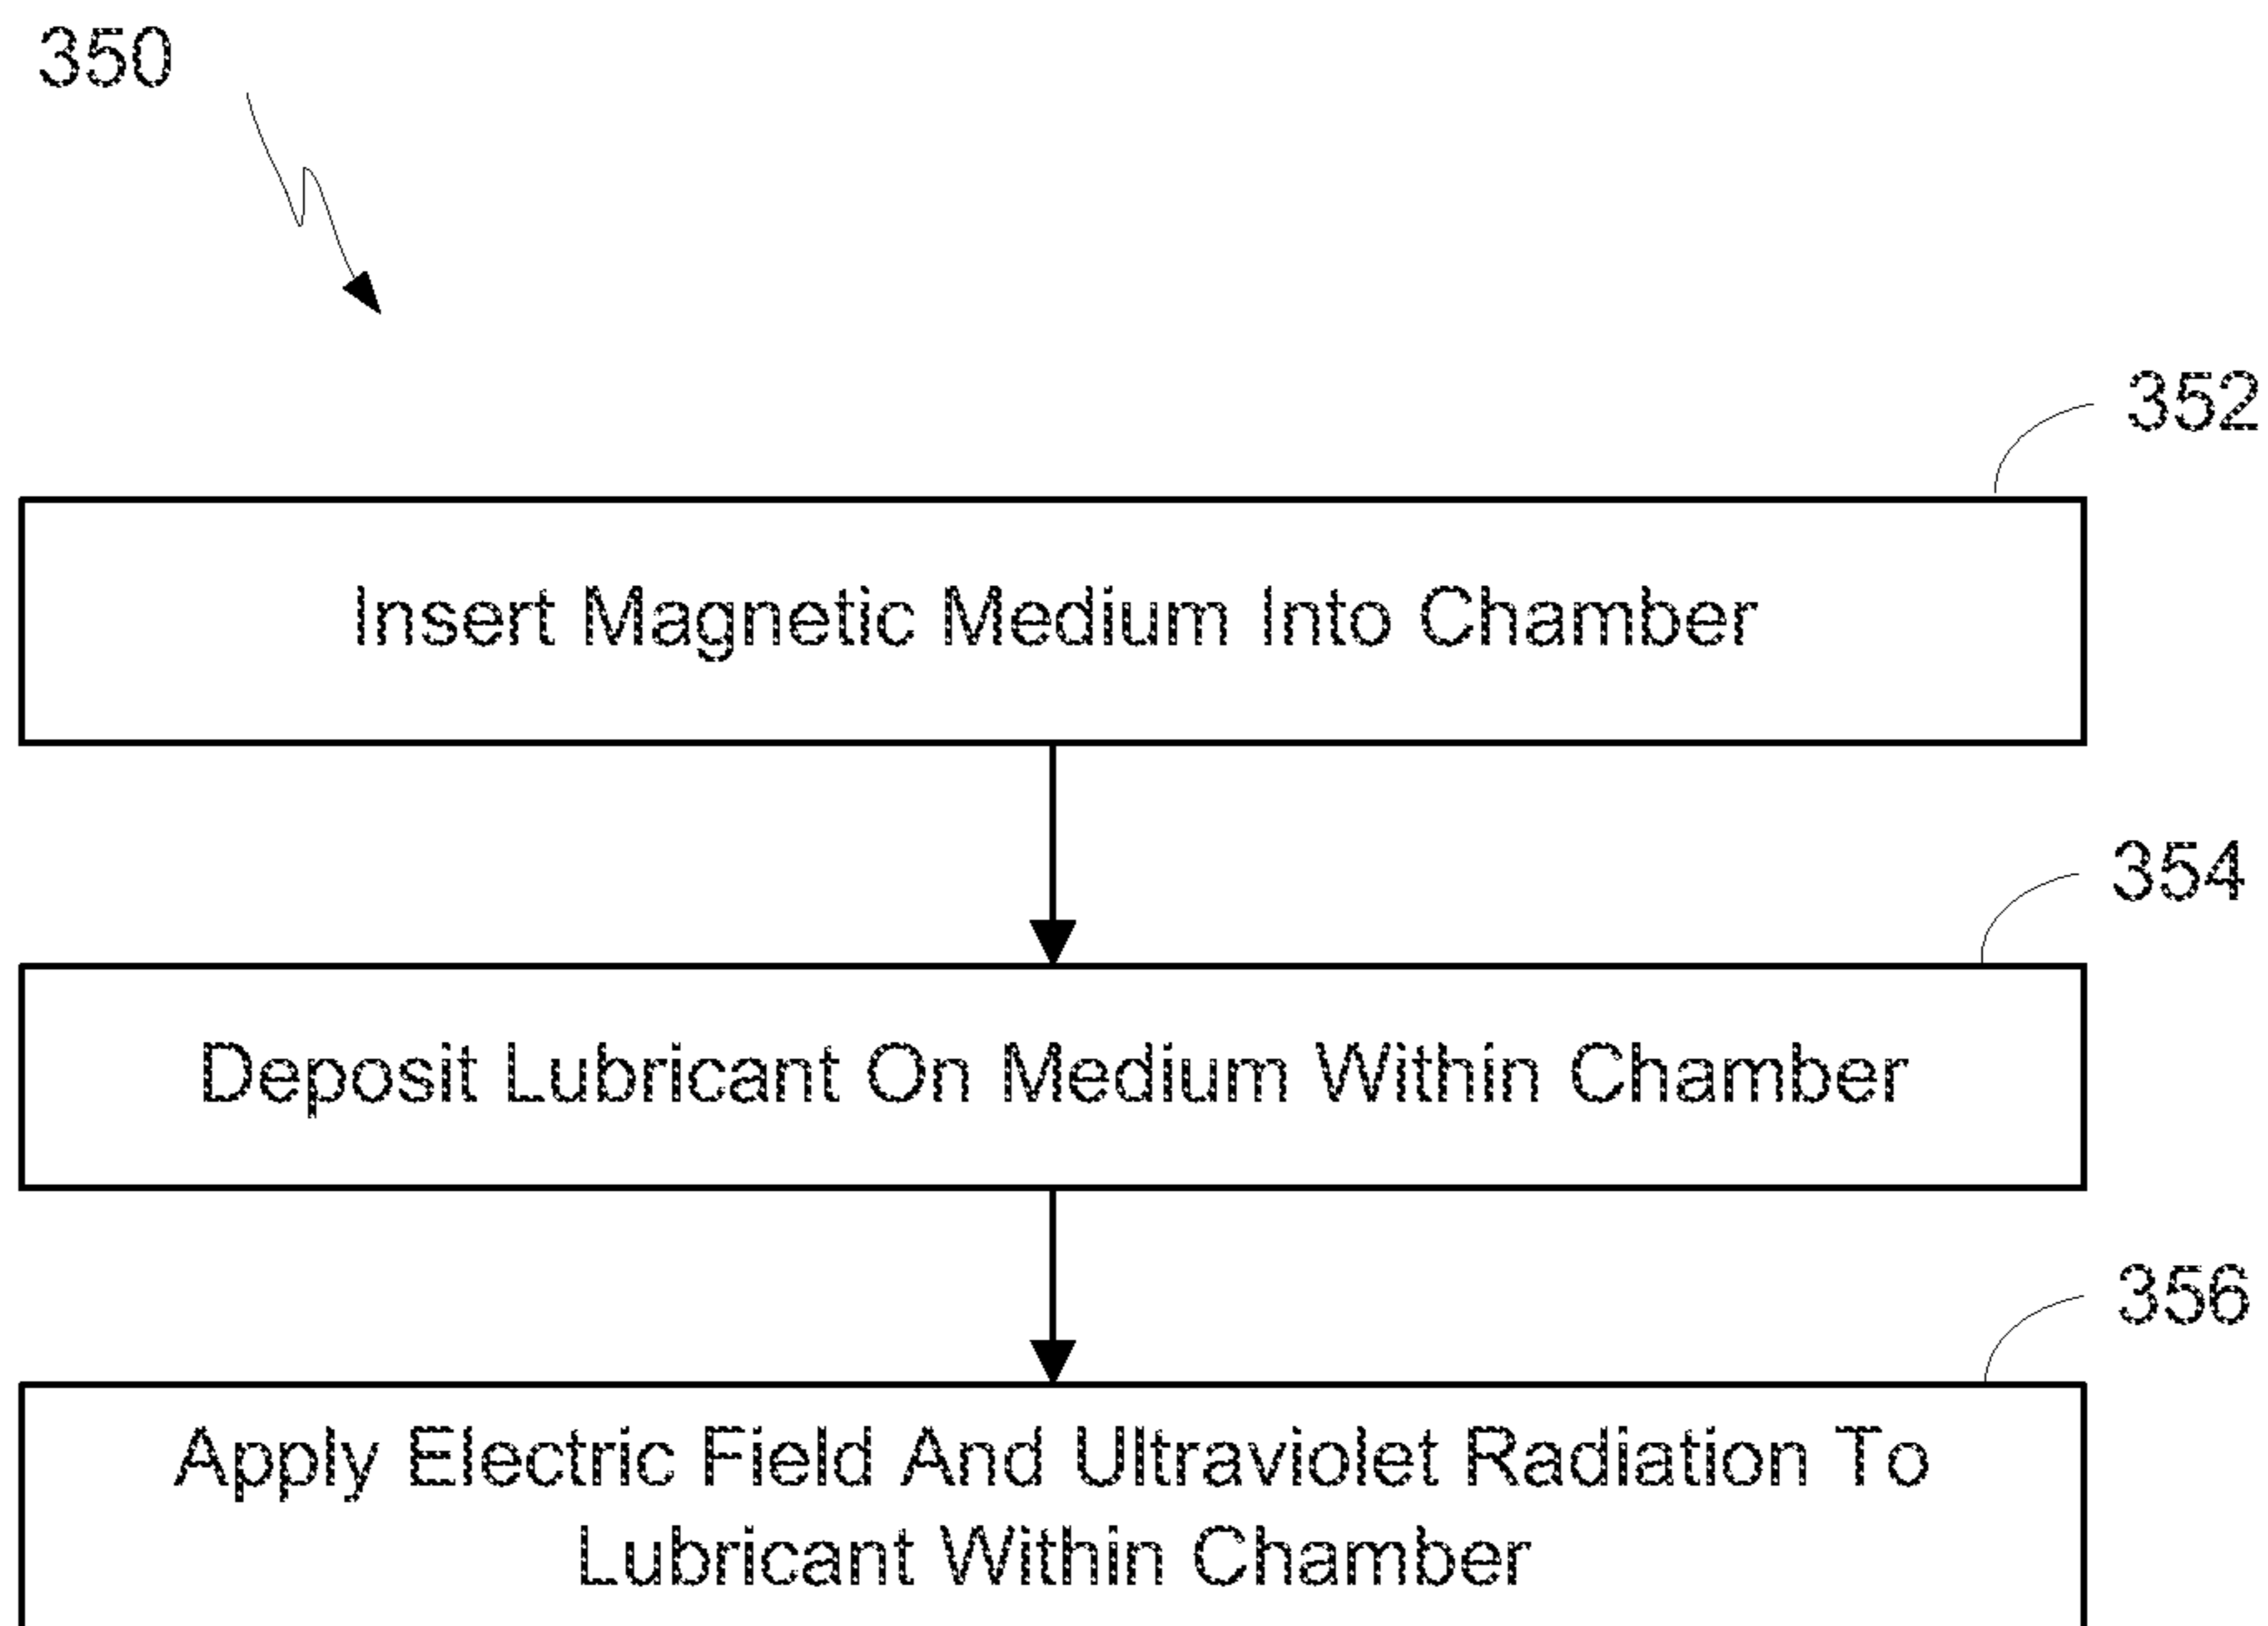 350
352
Insert Magnetic Medium Into Chamber
354
Deposit Lubricant On Medium Within Chamber
356
Apply Electric Field And Ultraviolet Radiation To
Lubricant Within Chamber